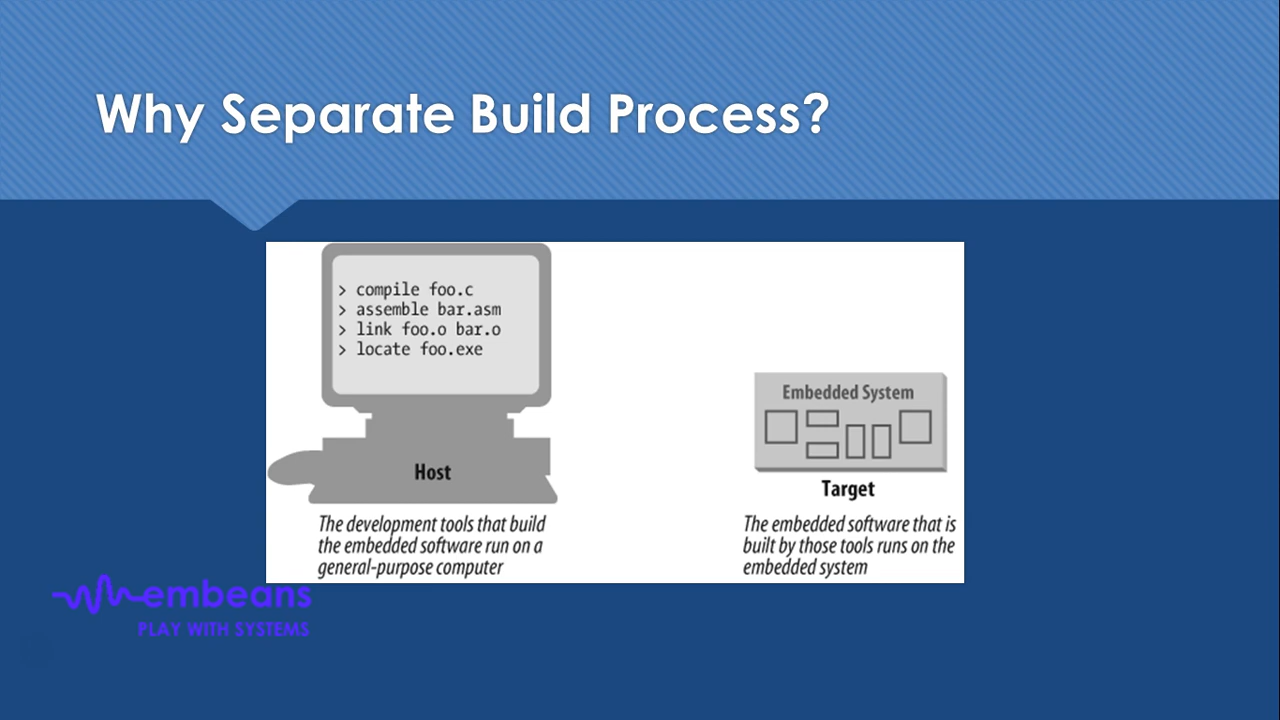 Why Separate Build Process?
> compile foo.c
> assemble bar.asm
> link foo.o bar.o
> locate foo.exe
Host
The development tools that build
the embedded software run on a
general-purpose computer
Embedded System
Target
The embedded software that is
built by those tools runs on the
embedded system
embeans
PLAY WITH SYSTEMS